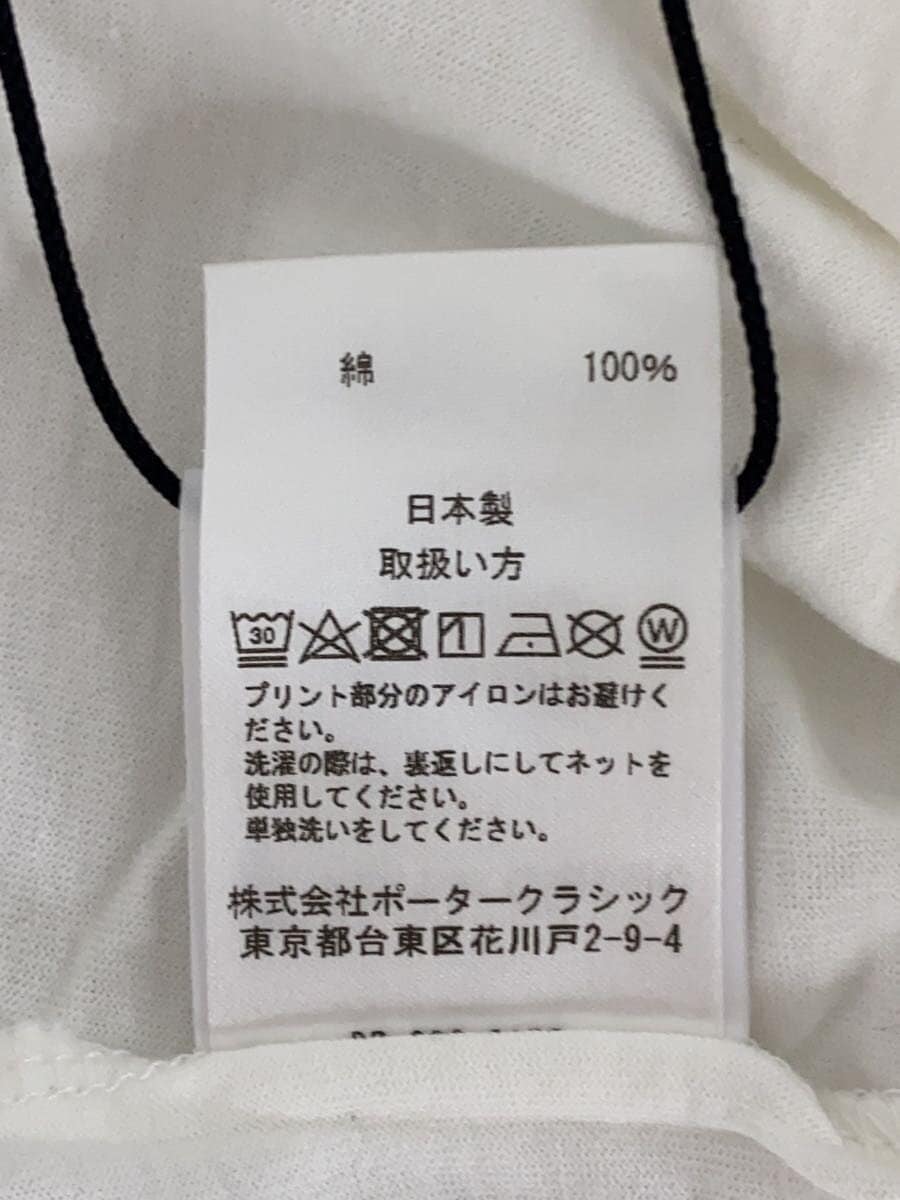 綿 100%
日本製
取扱い方
30 W
プリント部分のアイロンはお避けく
ださい。
洗濯の際は、裏返しにしてネットを
使用してください。
単独洗いをしてください。
株式会社ポータークラシック
東京都台東区花川戸2-9-4